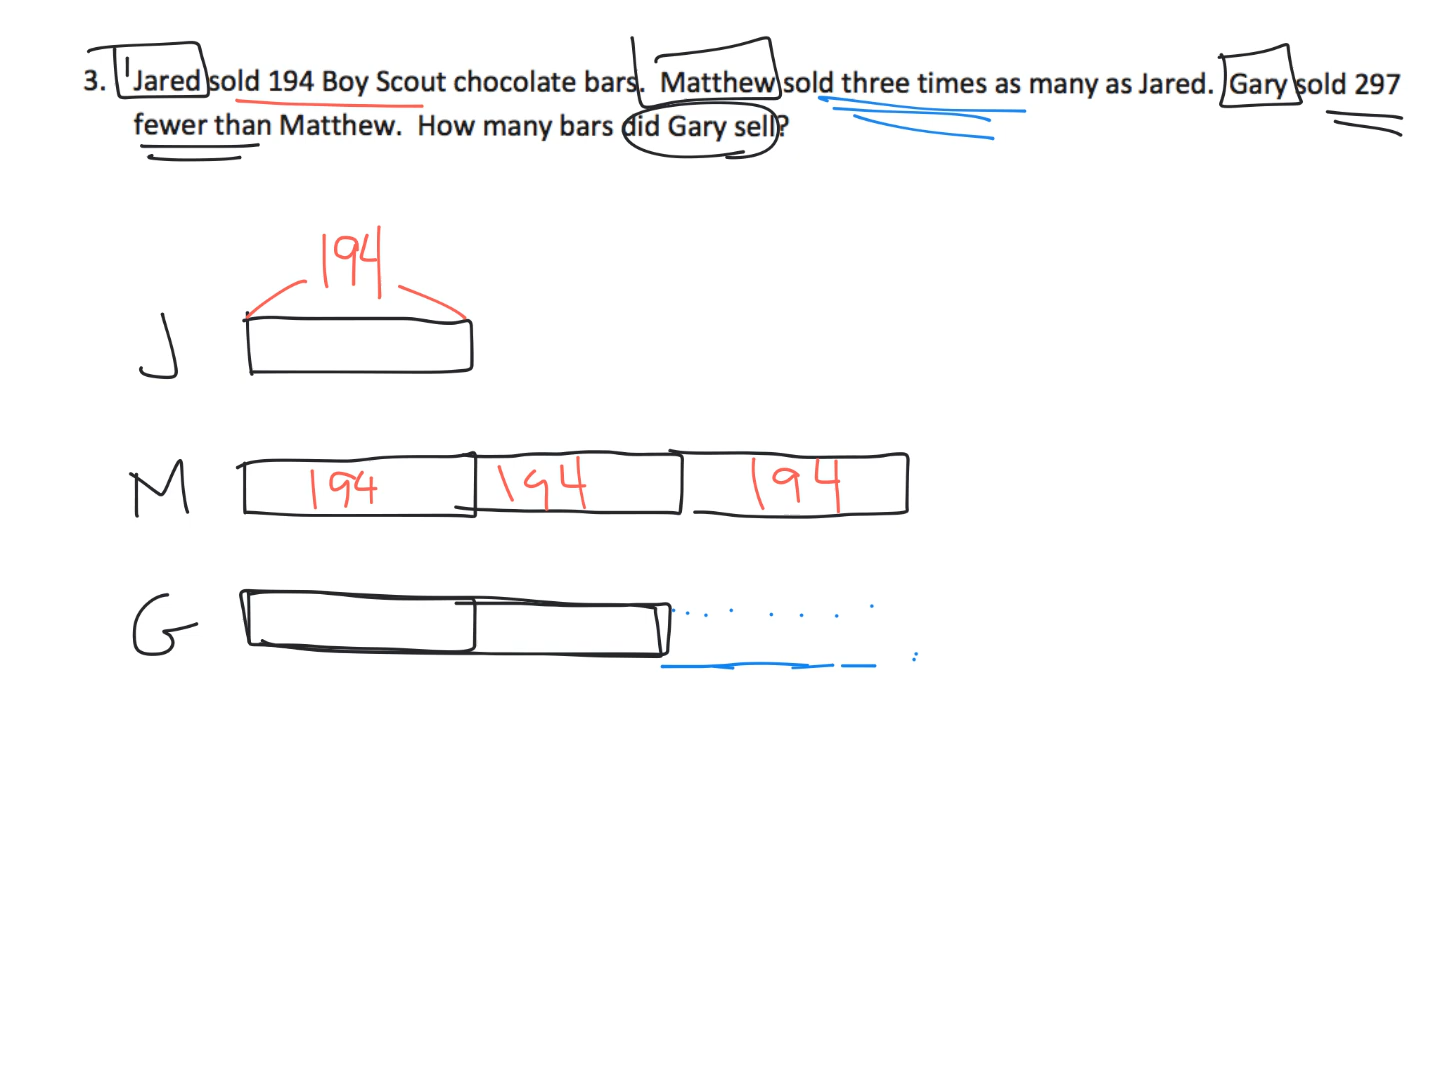 3. Jared sold 194 Boy Scout chocolate bars. Matthew sold three times as many as Jared. Gary sold 297
fewer than Matthew. How many bars did Gary sell?
194
J
M 194 194 194
G